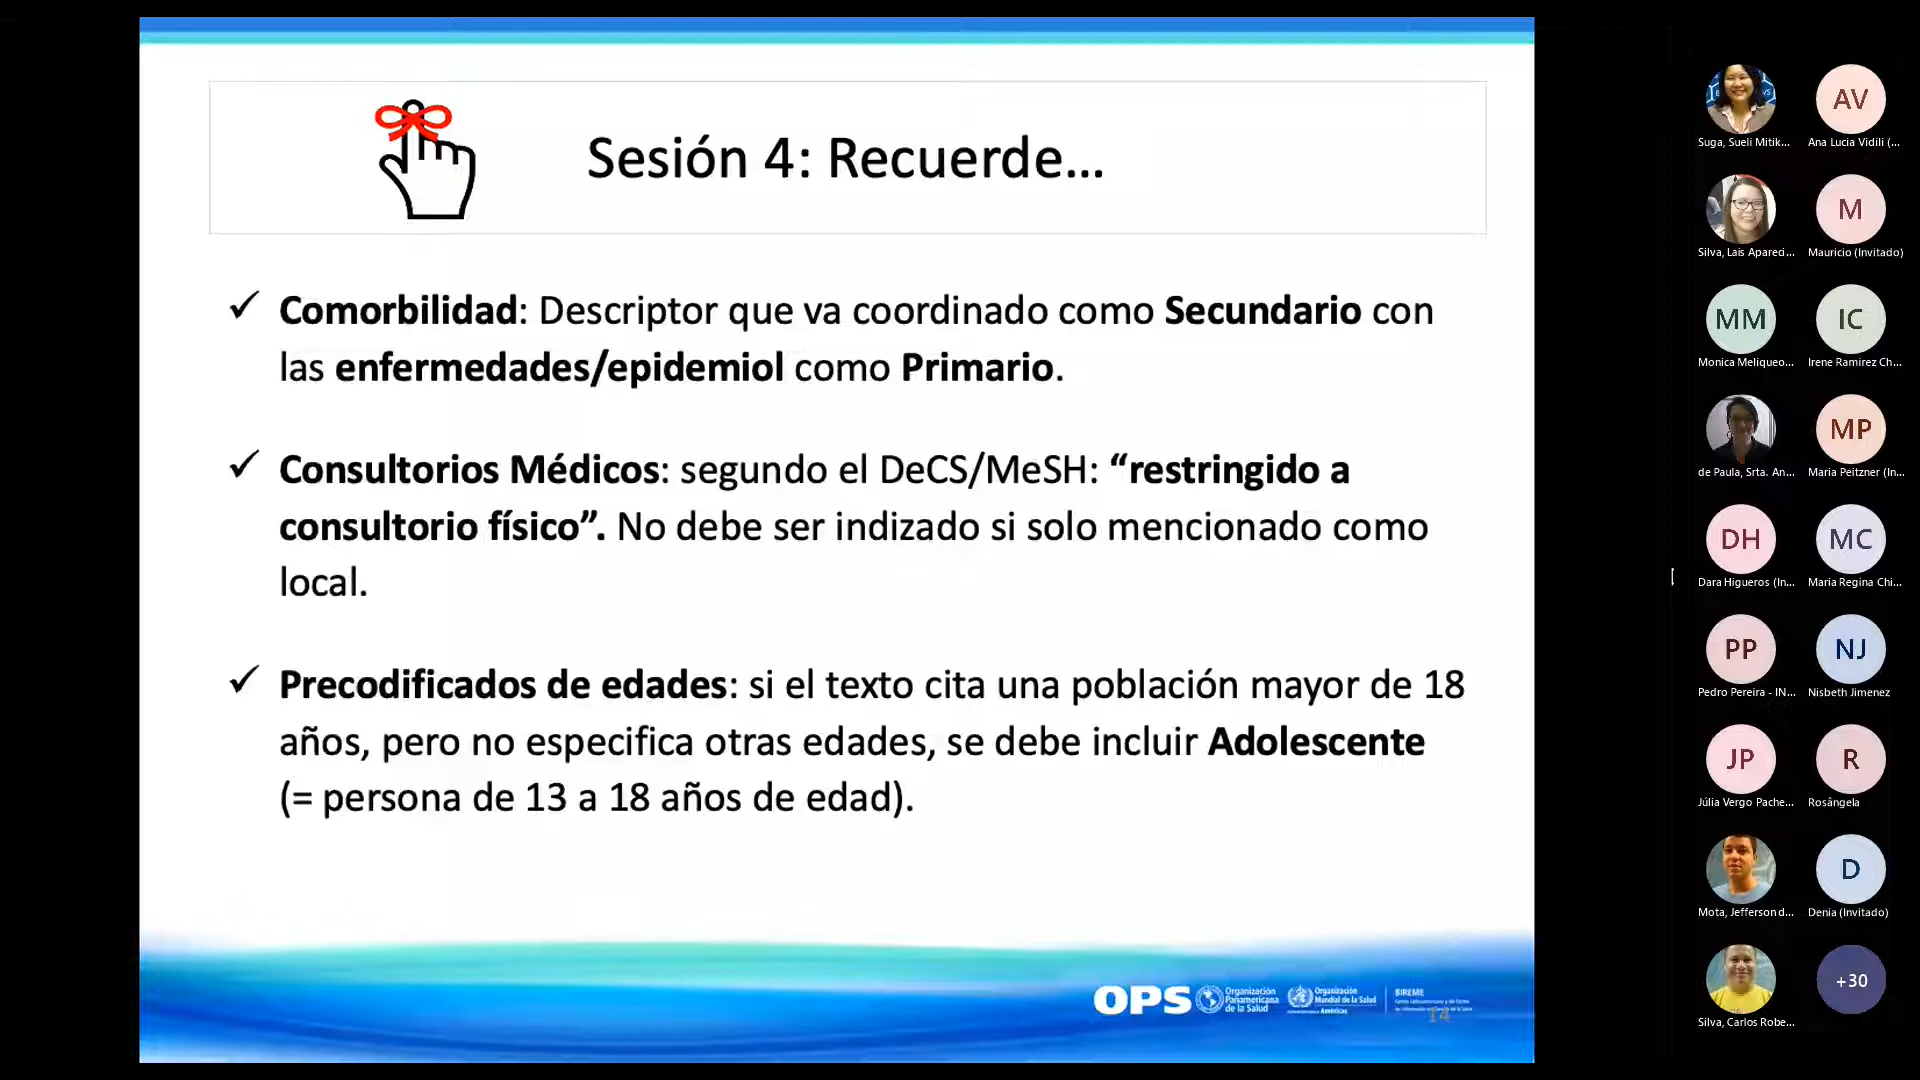 Sesión 4: Recuerde...
✓ Comorbilidad: Descriptor que va coordinado como Secundario con
las enfermedades/epidemiol como Primario.
✓ Consultorios Médicos: segundo el DeCS/MeSH: “restringido a
consultorio físico”. No debe ser indizado si solo mencionado como
local.
✓ Precodificados de edades: si el texto cita una población mayor de 18
años, pero no especifica otras edades, se debe incluir Adolescente
(= persona de 13 a 18 años de edad).
OPS
Organización
Panamericana
de la Salud
Organización
Mundial de la Salud
Américas
BIREME
14
Suga, Sueli Mitik...
AV
Ana Lucia Vidili (...
Silva, Lais Apareci...
M
Mauricio (Invitado)
MM
Monica Meliqueo...
IC
Irene Ramirez Ch...
de Paula, Srta. An...
MP
Maria Peitzner (In...
DH
Dara Higueros (In...
MC
Maria Regina Chi...
PP
Pedro Pereira - IN...
NJ
Nisbeth Jimenez
JP
Júlia Vergo Pache...
R
Rosângela
Mota, Jefferson d...
D
Denia (Invitado)
Silva, Carlos Robe...
+30